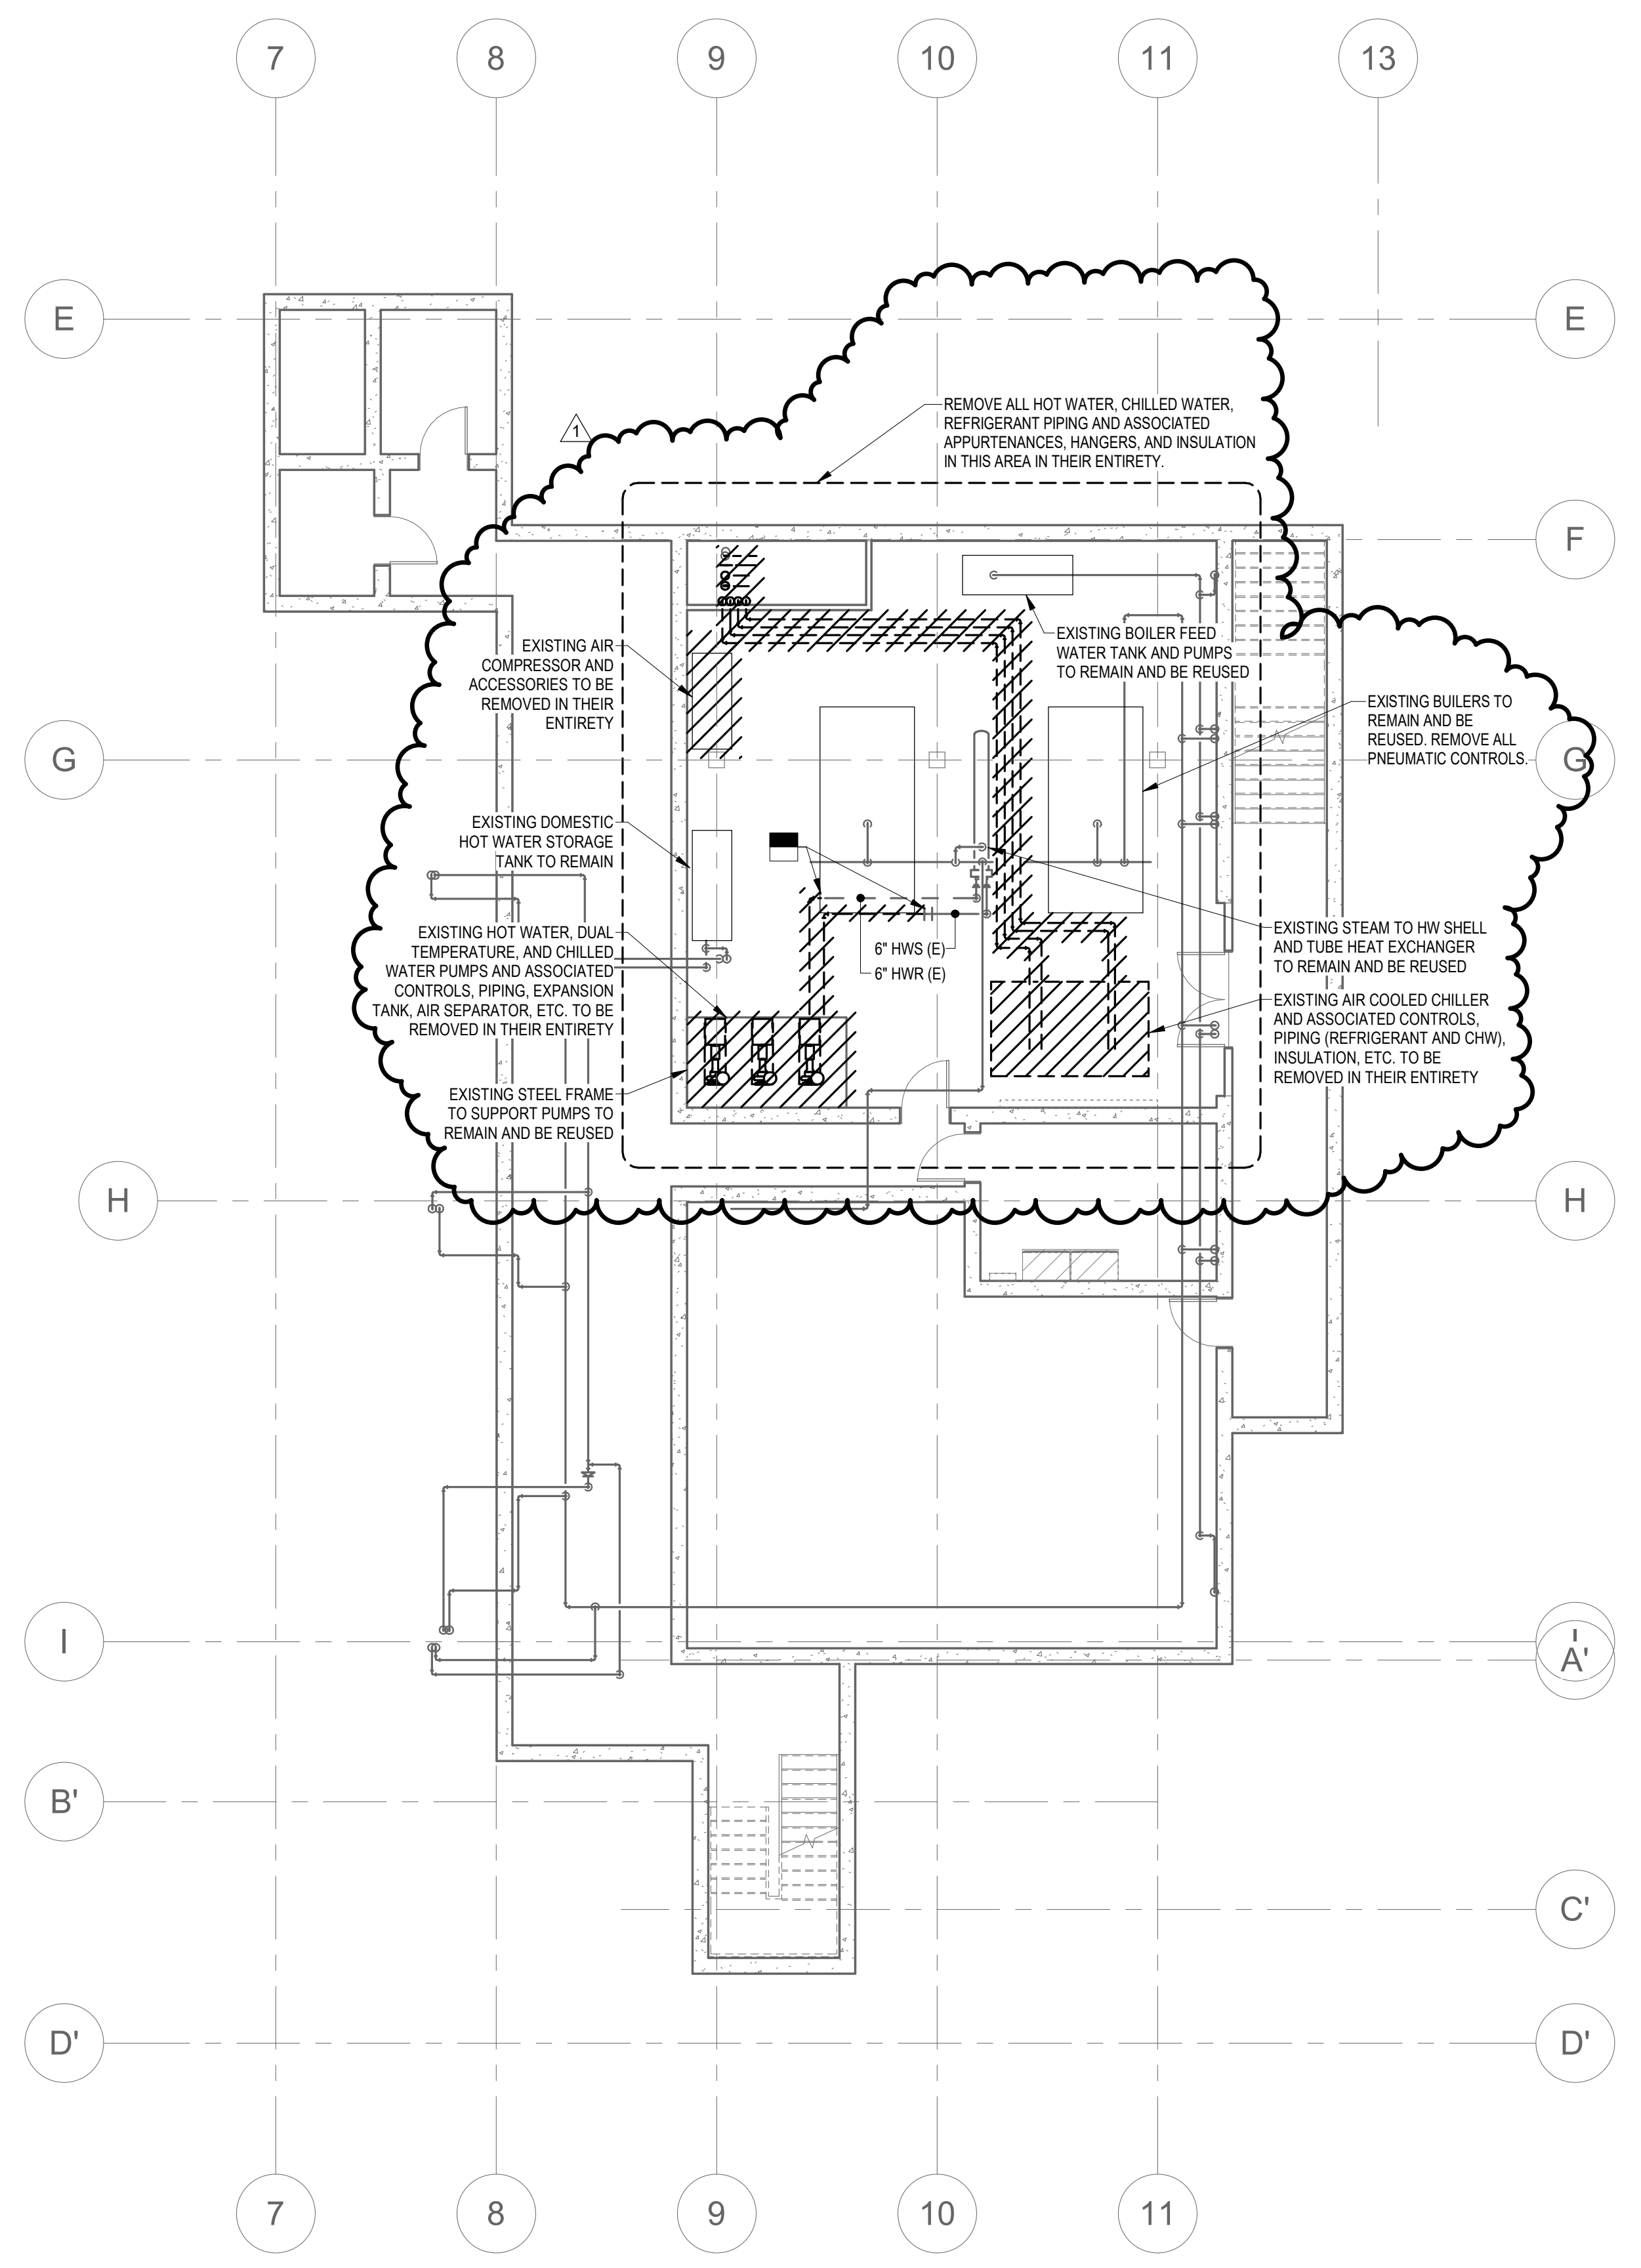 7
8
9
10
11
13
E
E
REMOVE ALL HOT WATER, CHILLED WATER,
REFRIGERANT PIPING AND ASSOCIATED
APPURTENANCES, HANGERS, AND INSULATION
IN THIS AREA IN THEIR ENTIRETY.
1
F
EXISTING AIR
COMPRESSOR AND
ACCESSORIES TO BE
REMOVED IN THEIR
ENTIRETY
EXISTING BOILER FEED
WATER TANK AND PUMPS
TO REMAIN AND BE REUSED
EXISTING BUILERS TO
REMAIN AND BE
REUSED. REMOVE ALL
PNEUMATIC CONTROLS.
G
G
EXISTING DOMESTIC
HOT WATER STORAGE
TANK TO REMAIN
EXISTING HOT WATER, DUAL
TEMPERATURE, AND CHILLED
WATER PUMPS AND ASSOCIATED
CONTROLS, PIPING, EXPANSION
TANK, AIR SEPARATOR, ETC. TO BE
REMOVED IN THEIR ENTIRETY
6" HWS (E)
6" HWR (E)
EXISTING STEAM TO HW SHELL
AND TUBE HEAT EXCHANGER
TO REMAIN AND BE REUSED
EXISTING AIR COOLED CHILLER
AND ASSOCIATED CONTROLS,
PIPING (REFRIGERANT AND CHW),
INSULATION, ETC. TO BE
REMOVED IN THEIR ENTIRETY
EXISTING STEEL FRAME
TO SUPPORT PUMPS TO
REMAIN AND BE REUSED
H
H
I
I
A'
B'
C'
D'
D'
7
8
9
10
11